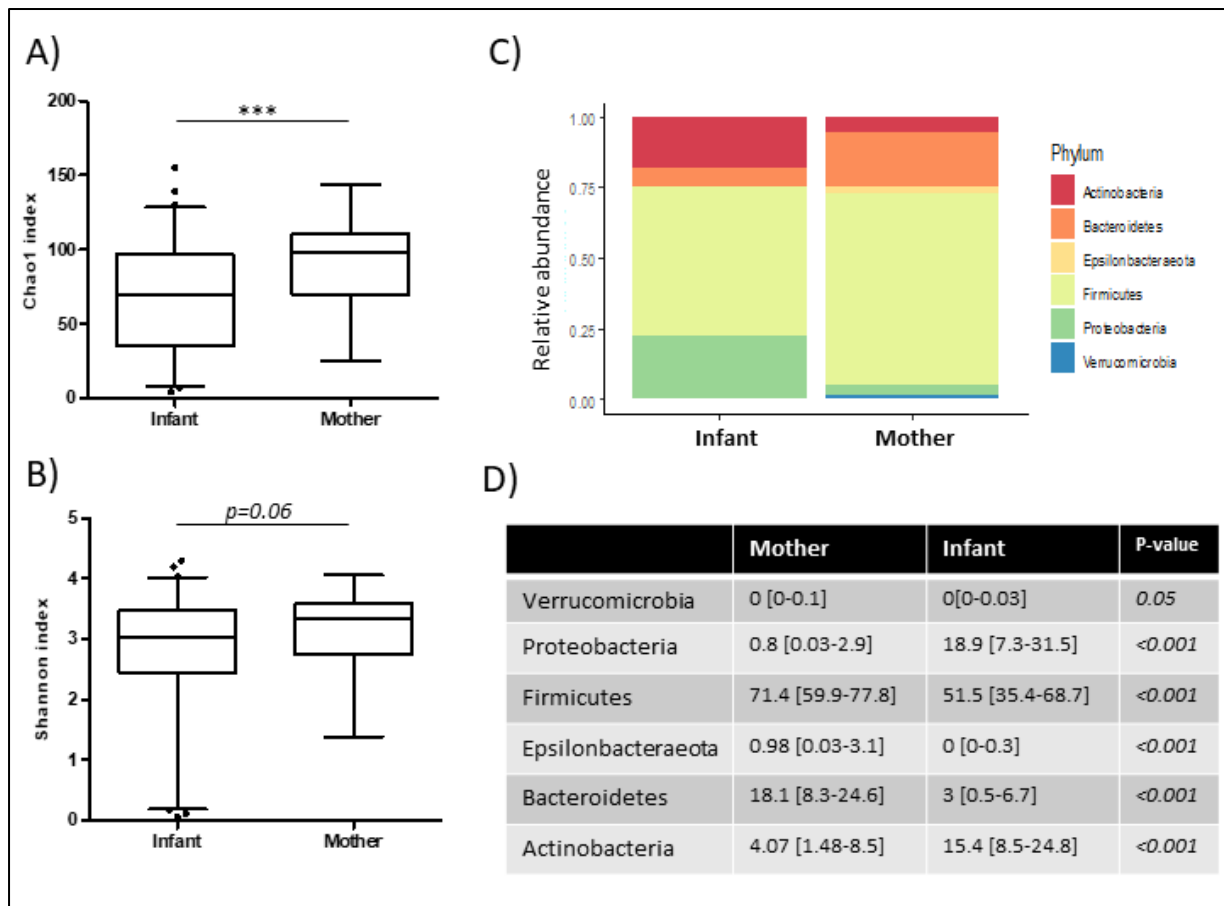 A)
***
200
150
100
50
0
Chao1 index
Infant Mother
B)
p=0.06
5
4
3
2
1
0
Shannon index
Infant Mother
C)
1.00
0.75
0.50
0.25
0.00
Relative abundance
Infant Mother
Phylum
Actinobacteria
Bacteroidetes
Epsilonbacteraeota
Firmicutes
Proteobacteria
Verrucomicrobia
D)
Mother Infant P-value
Verrucomicrobia 0 [0-0.1] 0[0-0.03] 0.05
Proteobacteria 0.8 [0.03-2.9] 18.9 [7.3-31.5] <0.001
Firmicutes 71.4 [59.9-77.8] 51.5 [35.4-68.7] <0.001
Epsilonbacteraeota 0.98 [0.03-3.1] 0 [0-0.3] <0.001
Bacteroidetes 18.1 [8.3-24.6] 3 [0.5-6.7] <0.001
Actinobacteria 4.07 [1.48-8.5] 15.4 [8.5-24.8] <0.001